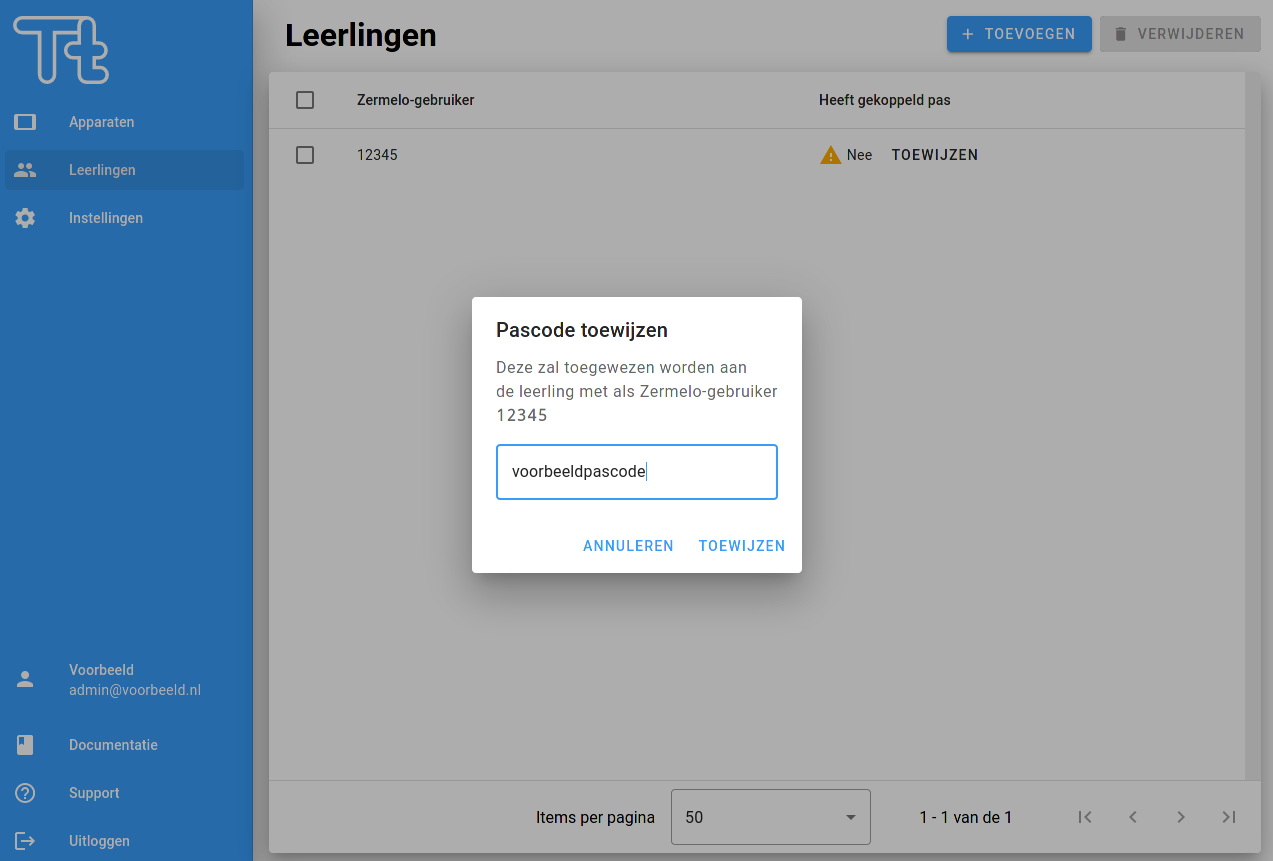 Tt
Apparaten
Leerlingen
Instellingen
Voorbeeld
admin@voorbeeld.nl
Documentatie
Support
Uitloggen
Leerlingen
+ TOEVOEGEN
VERWIJDEREN
Zermelo-gebruiker
Heeft gekoppeld pas
12345
Nee
TOEWIJZEN
Pascode toewijzen
Deze zal toegewezen worden aan
de leerling met als Zermelo-gebruiker
12345
voorbeeldpascode
ANNULEREN
TOEWIJZEN
Items per pagina
50
1 - 1 van de 1